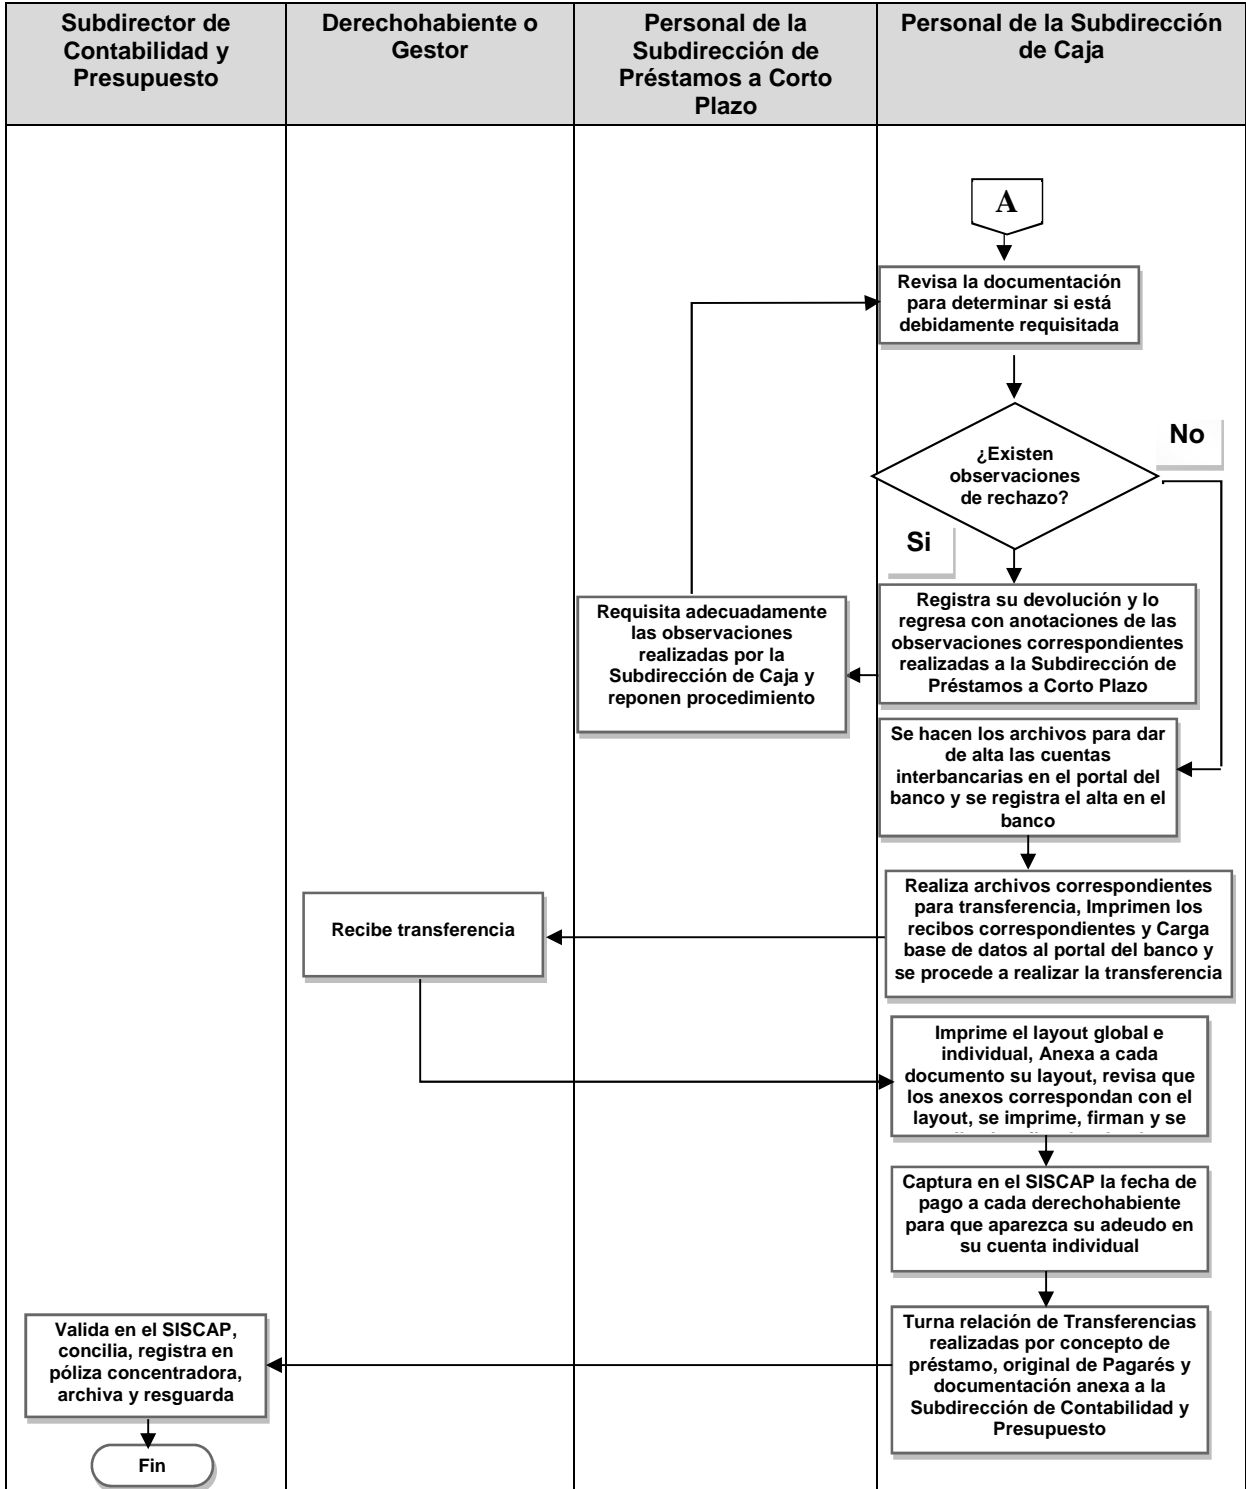 Subdirector de
Contabilidad y
Presupuesto
Derechohabiente o
Gestor
Personal de la
Subdirección de
Préstamos a Corto
Plazo
Personal de la Subdirección
de Caja
A
Revisa la documentación
para determinar si está
debidamente requisitada
¿Existen
observaciones
de rechazo?
No
Si
Registra su devolución y lo
regresa con anotaciones de las
observaciones correspondientes
realizadas a la Subdirección de
Préstamos a Corto Plazo
Requisita adecuadamente
las observaciones
realizadas por la
Subdirección de Caja y
reponen procedimiento
Se hacen los archivos para dar
de alta las cuentas
interbancarias en el portal del
banco y se registra el alta en el
banco
Realiza archivos correspondientes
para transferencia, Imprimen los
recibos correspondientes y Carga
base de datos al portal del banco y
se procede a realizar la transferencia
Recibe transferencia
Imprime el layout global e
individual, Anexa a cada
documento su layout, revisa que
los anexos correspondan con el
layout, se imprime, firman y se
Captura en el SISCAP la fecha de
pago a cada derechohabiente
para que aparezca su adeudo en
su cuenta individual
Turna relación de Transferencias
realizadas por concepto de
préstamo, original de Pagarés y
documentación anexa a la
Subdirección de Contabilidad y
Presupuesto
Valida en el SISCAP,
concilia, registra en
póliza concentradora,
archiva y resguarda
Fin